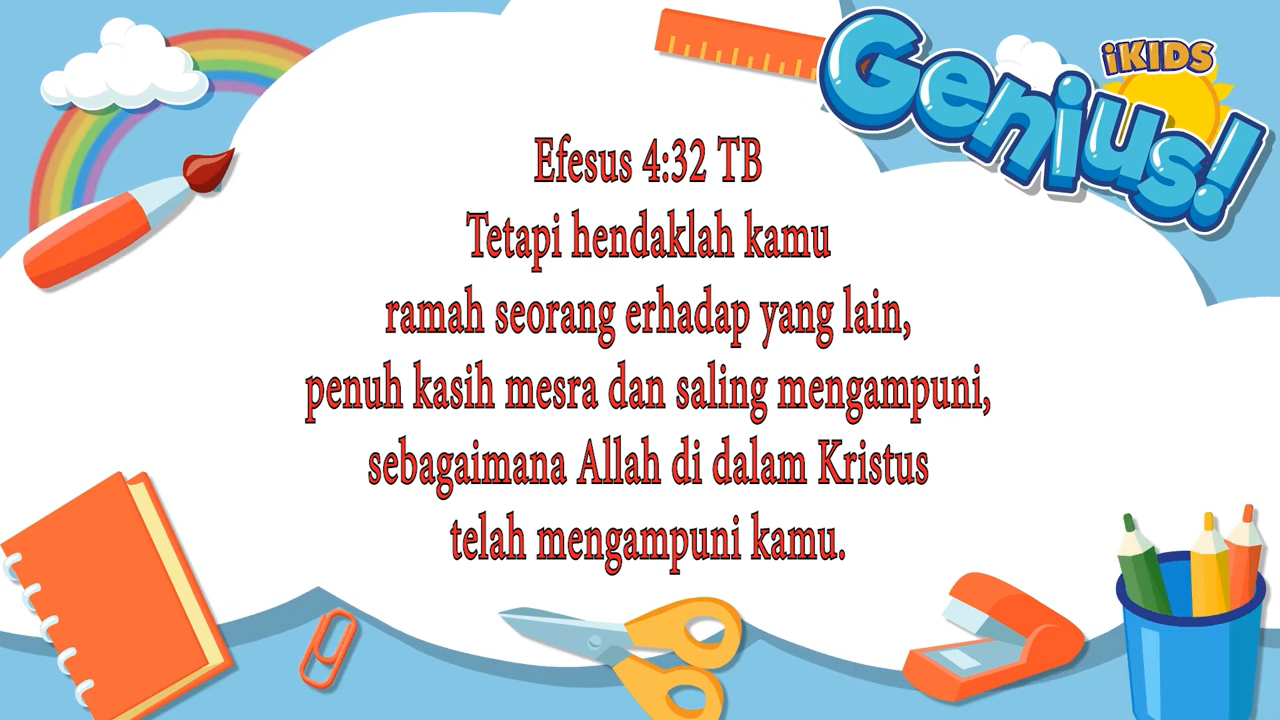 iKIDS
Genius!
Efesus 4:32 TB
Tetapi hendaklah kamu
ramah seorang erhadap yang lain,
penuh kasih mesra dan saling mengampuni,
sebagaimana Allah di dalam Kristus
telah mengampuni kamu.